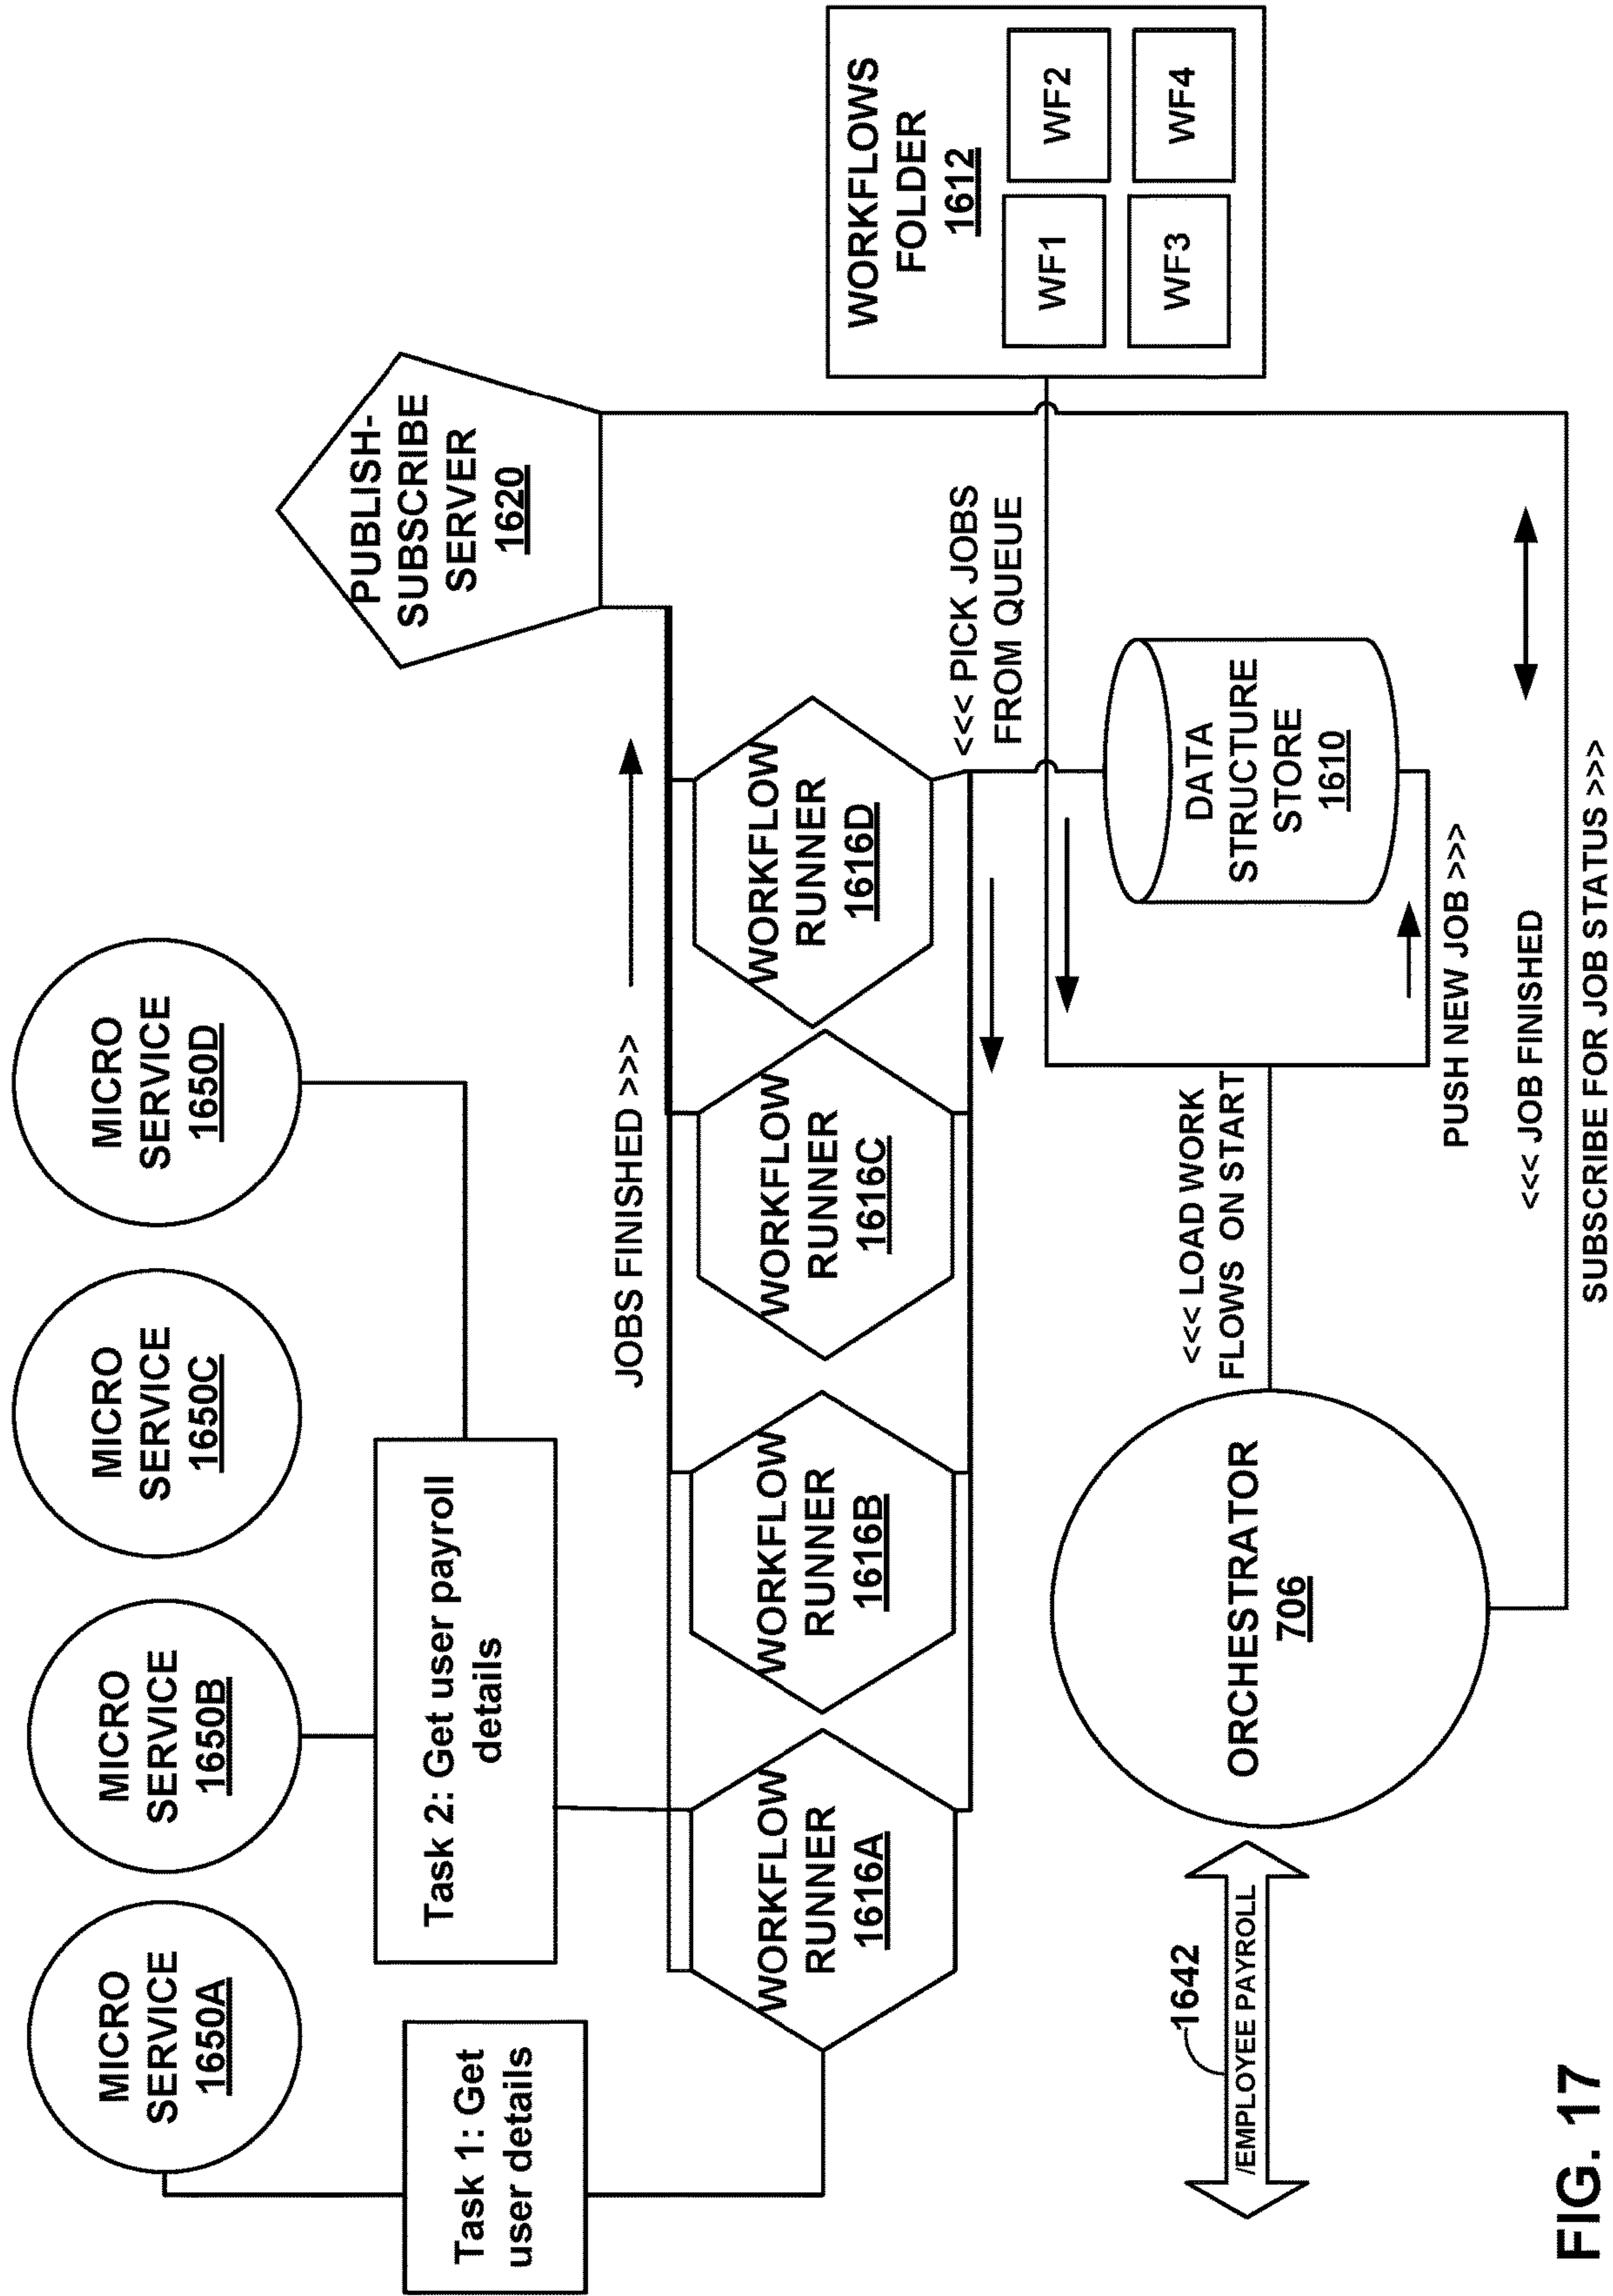 MICRO
SERVICE
1650A
MICRO
SERVICE
1650B
MICRO
SERVICE
1650C
MICRO
SERVICE
1650D
Task 1: Get
user details
Task 2: Get user payroll
details
JOBS FINISHED >>>
PUBLISH-
SUBSCRIBE
SERVER
1620
WORKFLOW
RUNNER
1616A
WORKFLOW
RUNNER
1616B
WORKFLOW
RUNNER
1616C
WORKFLOW
RUNNER
1616D
<<< PICK JOBS
FROM QUEUE
WORKFLOWS
FOLDER
1612
WF1
WF2
WF3
WF4
1642
/EMPLOYEE PAYROLL
ORCHESTRATOR
706
<<< LOAD WORK
FLOWS ON START
DATA
STRUCTURE
STORE
1610
PUSH NEW JOB >>>
<<< JOB FINISHED
SUBSCRIBE FOR JOB STATUS >>>
FIG. 17